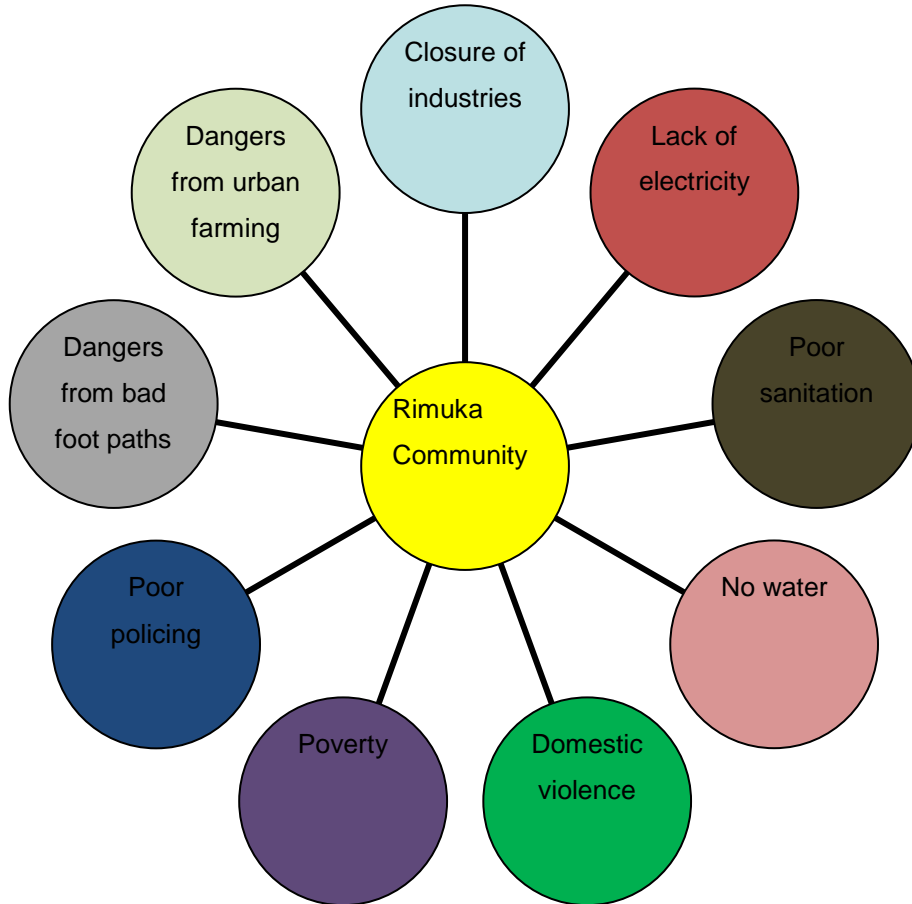 Closure of
industries
Lack of
electricity
Poor
sanitation
No water
Domestic
violence
Poverty
Poor
policing
Dangers
from bad
foot paths
Dangers
from urban
farming
Rimuka
Community